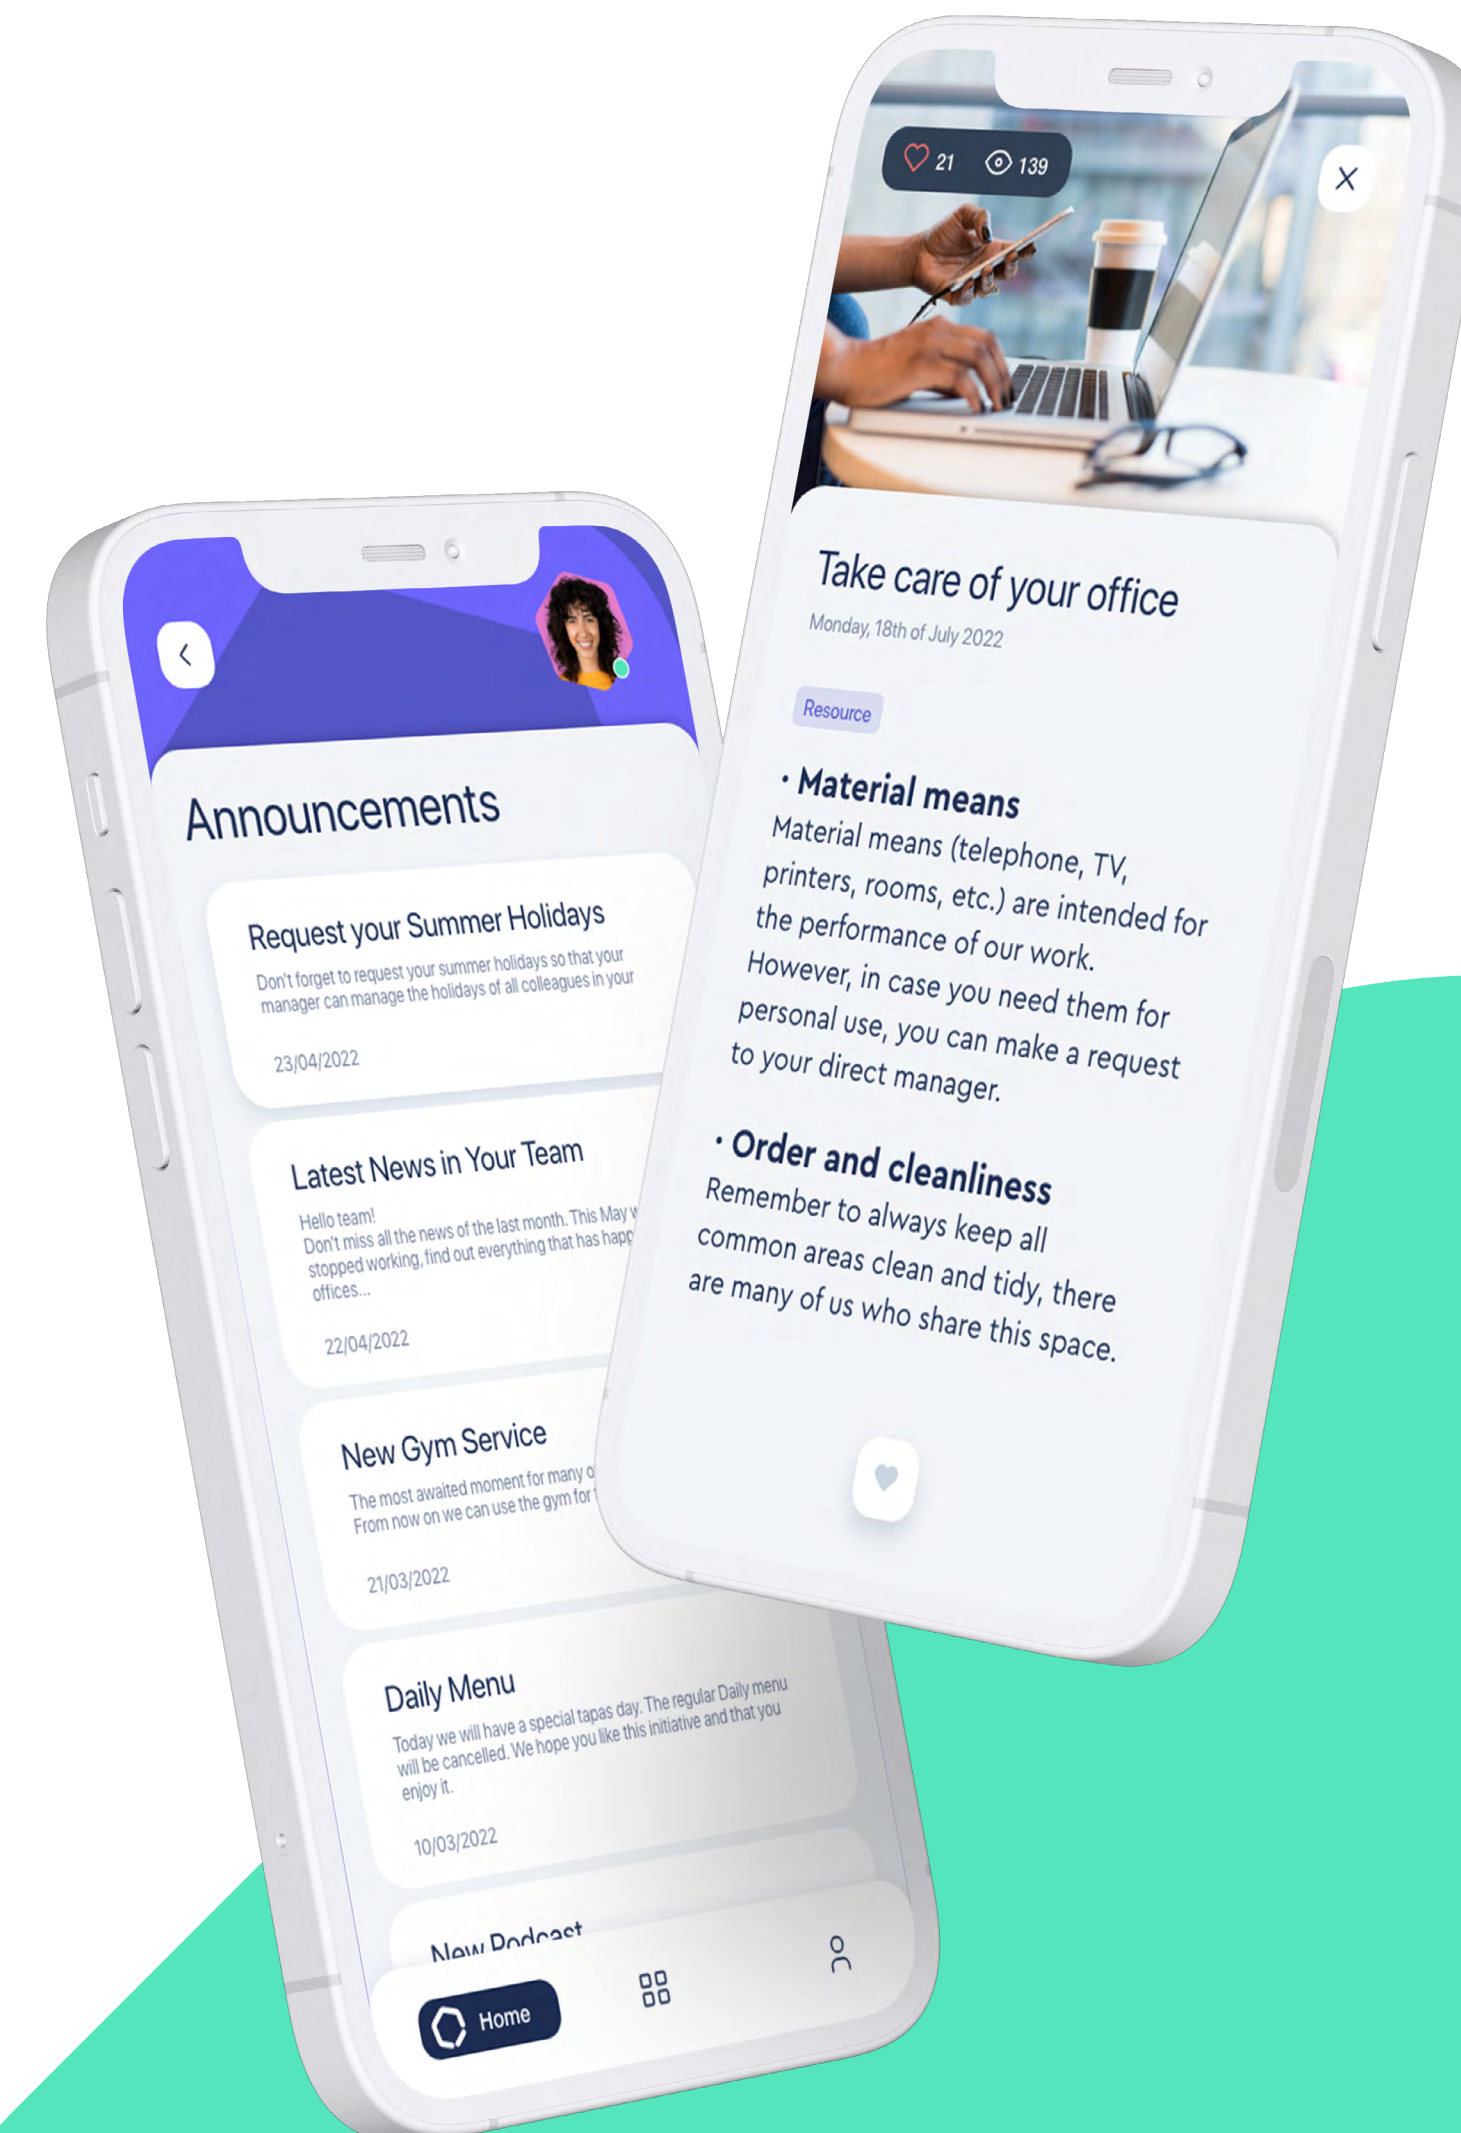 Announcements
Request your Summer Holidays
Don't forget to request your summer holidays so that your
manager can manage the holidays of all colleagues in your
23/04/2022
Latest News in Your Team
Hello team!
Don't miss all the news of the last month. This May
stopped working, find out everything that has
offices...
22/04/2022
New Gym Service
The most awaited moment for many
From now on we can use the gym for
21/03/2022
Daily Menu
Today we will have a special tapas day. The regular Daily menu
will be cancelled. We hope you like this initiative and that you
enjoy it.
10/03/2022
New Podcast
Home
21 139
Take care of your office
Monday, 18th of July 2022
Resource
· Material means
Material means (telephone, TV,
printers, rooms, etc.) are intended for
the performance of our work.
However, in case you need them for
personal use, you can make a request
to your direct manager.
· Order and cleanliness
Remember to always keep all
common areas clean and tidy, there
are many of us who share this space.